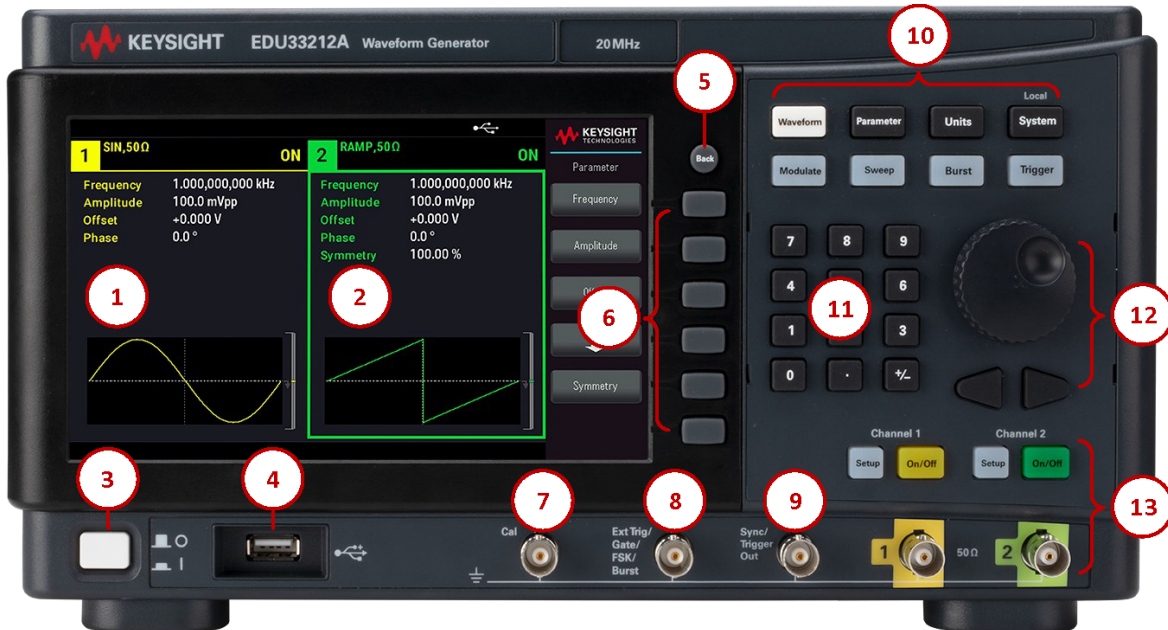 KEYSIGHT EDU33212A Waveform Generator 20 MHz
10
5
Local
Waveform Parameter Units System
Modulate Sweep Burst Trigger
Back
1 SIN,50Ω ON
Frequency 1.000,000,000 kHz
Amplitude 100.0 mVpp
Offset +0.000 V
Phase 0.0 °
1
2 RAMP,50Ω ON
Frequency 1.000,000,000 kHz
Amplitude 100.0 mVpp
Offset +0.000 V
Phase 0.0 °
Symmetry 100.00 %
2
KEYSIGHT
TECHNOLOGIES
Parameter
Frequency
Amplitude
Symmetry
6
7 8 9
4 6
11
1 3
0 . +/-
12
Channel 1 Channel 2
Setup On/Off Setup On/Off
13
3
4
7
8
9
Cal
Ext Trig/
Gate/
FSK/
Burst
Sync/
Trigger
Out
1 50Ω 2